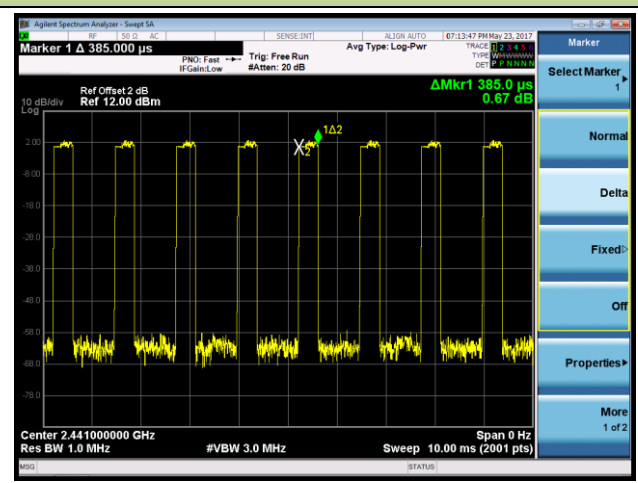 Agilent Spectrum Analyzer - Swept SA
RF 50 Ω AC SENSE:INT ALIGN AUTO 07:13:47 PM May 23, 2017
Marker 1 Δ 385.000 µs
PNO: Fast
IFGain:Low
Trig: Free Run
#Atten: 20 dB
Avg Type: Log-Pwr
TRACE 1 2 3 4 5 6
TYPE WWWWWW
DET P P N N N N
Ref Offset 2 dB
10 dB/div Ref 12.00 dBm
Log
ΔMkr1 385.0 µs
0.67 dB
1Δ2
X2
2.00
-8.00
-18.0
-28.0
-38.0
-48.0
-58.0
-68.0
-78.0
Center 2.441000000 GHz Span 0 Hz
Res BW 1.0 MHz #VBW 3.0 MHz Sweep 10.00 ms (2001 pts)
MSG STATUS
Marker
Select Marker
1
Normal
Delta
Fixed
Off
Properties
More
1 of 2